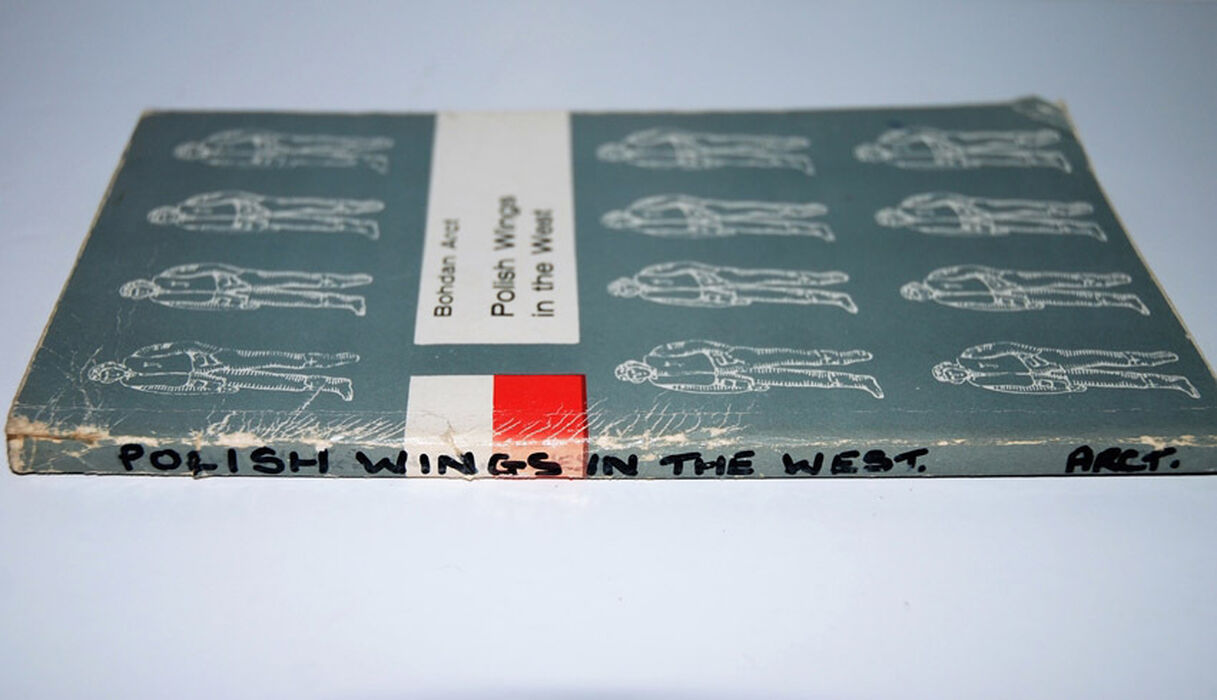 Bohdan Arct
Polish Wings
in the West
POLISH WINGS IN THE WEST. ARCT.